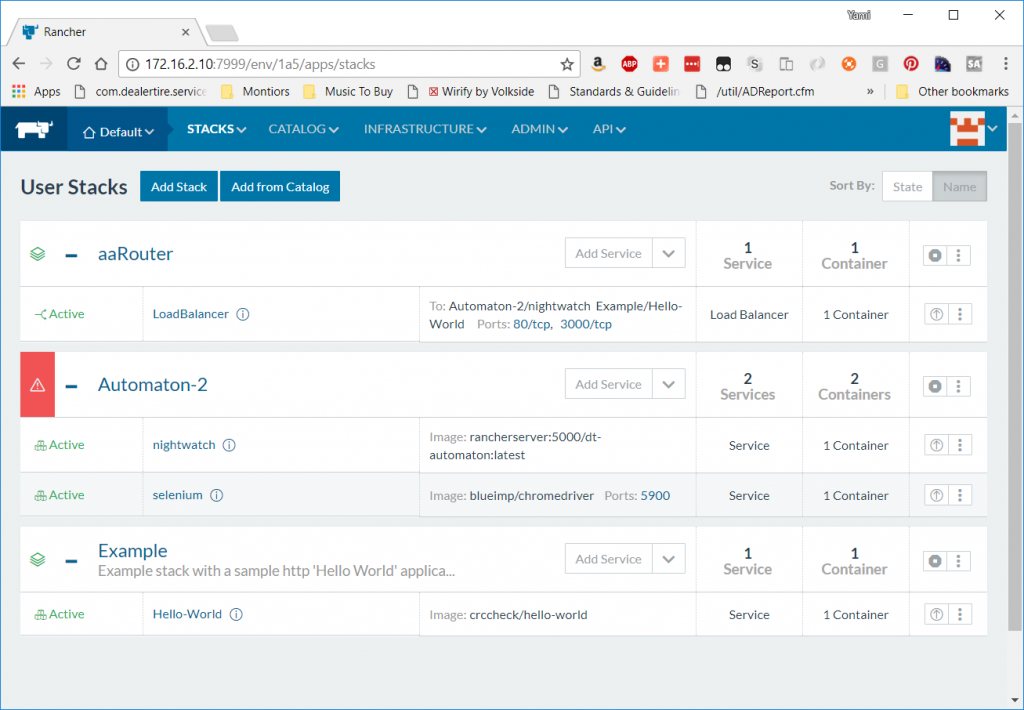 Yami
Rancher
172.16.2.10:7999/env/1a5/apps/stacks
a ABP S G SA
Apps com.dealertire.service Montiors Music To Buy Wirify by Volkside Standards & Guidelin /util/ADReport.cfm » Other bookmarks
Default STACKS CATALOG INFRASTRUCTURE ADMIN API
User Stacks Add Stack Add from Catalog Sort By: State Name
aaRouter Add Service 1 Service 1 Container
Active LoadBalancer To: Automaton-2/nightwatch Example/Hello-
World Ports: 80/tcp, 3000/tcp Load Balancer 1 Container
Automaton-2 Add Service 2 Services 2 Containers
Active nightwatch Image: rancherserver:5000/dt-
automaton:latest Service 1 Container
Active selenium Image: blueimp/chromedriver Ports: 5900 Service 1 Container
Example Add Service 1 Service 1 Container
Example stack with a sample http 'Hello World' applica...
Active Hello-World Image: crccheck/hello-world Service 1 Container